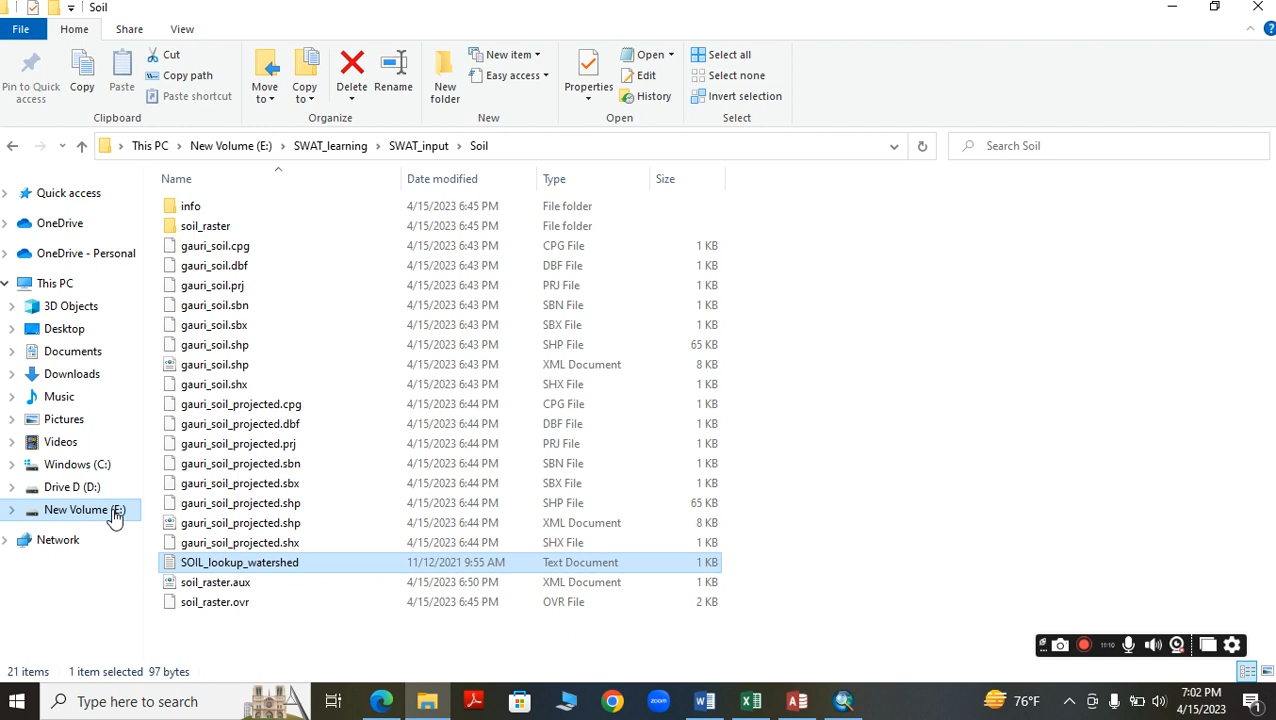 Soil
File Home Share View
Pin to Quick access
Copy
Paste
Cut
Copy path
Paste shortcut
Clipboard
Move to
Copy to
Delete
Rename
Organize
New folder
New item
Easy access
New
Properties
Open
Edit
History
Open
Select all
Select none
Invert selection
Select
This PC New Volume (E:) SWAT_learning SWAT_input Soil
Search Soil
Quick access
OneDrive
OneDrive - Personal
This PC
3D Objects
Desktop
Documents
Downloads
Music
Pictures
Videos
Windows (C:)
Drive D (D:)
New Volume (E:)
Network
Name Date modified Type Size
info 4/15/2023 6:45 PM File folder
soil_raster 4/15/2023 6:45 PM File folder
gauri_soil.cpg 4/15/2023 6:43 PM CPG File 1 KB
gauri_soil.dbf 4/15/2023 6:43 PM DBF File 1 KB
gauri_soil.prj 4/15/2023 6:43 PM PRJ File 1 KB
gauri_soil.sbn 4/15/2023 6:43 PM SBN File 1 KB
gauri_soil.sbx 4/15/2023 6:43 PM SBX File 1 KB
gauri_soil.shp 4/15/2023 6:43 PM SHP File 65 KB
gauri_soil.shp 4/15/2023 6:43 PM XML Document 8 KB
gauri_soil.shx 4/15/2023 6:43 PM SHX File 1 KB
gauri_soil_projected.cpg 4/15/2023 6:44 PM CPG File 1 KB
gauri_soil_projected.dbf 4/15/2023 6:44 PM DBF File 1 KB
gauri_soil_projected.prj 4/15/2023 6:44 PM PRJ File 1 KB
gauri_soil_projected.sbn 4/15/2023 6:44 PM SBN File 1 KB
gauri_soil_projected.sbx 4/15/2023 6:44 PM SBX File 1 KB
gauri_soil_projected.shp 4/15/2023 6:44 PM SHP File 65 KB
gauri_soil_projected.shp 4/15/2023 6:44 PM XML Document 8 KB
gauri_soil_projected.shx 4/15/2023 6:44 PM SHX File 1 KB
SOIL_lookup_watershed 11/12/2021 9:55 AM Text Document 1 KB
soil_raster.aux 4/15/2023 6:50 PM XML Document 1 KB
soil_raster.ovr 4/15/2023 6:45 PM OVR File 2 KB
11:10
21 items 1 item selected 97 bytes
Type here to search
zoom
76°F
7:02 PM
4/15/2023
1